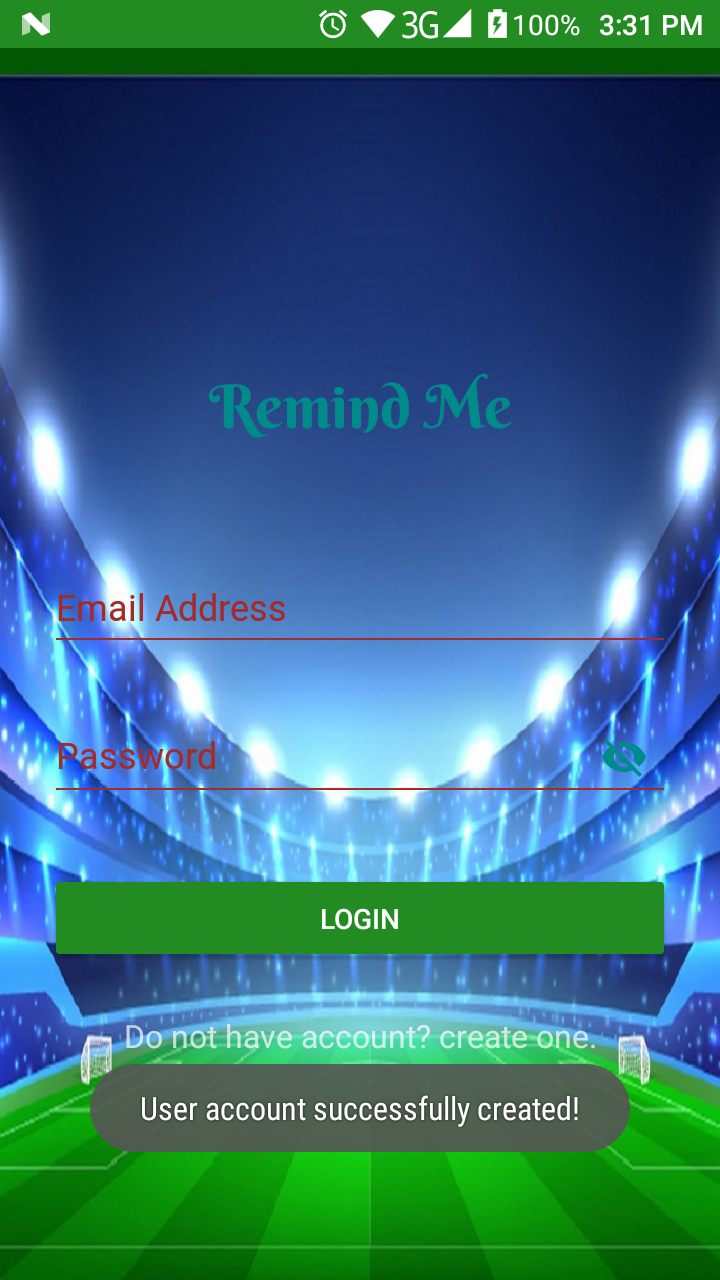 3G 100% 3:31 PM
Remind Me
Email Address
Password
LOGIN
Do not have account? create one.
User account successfully created!